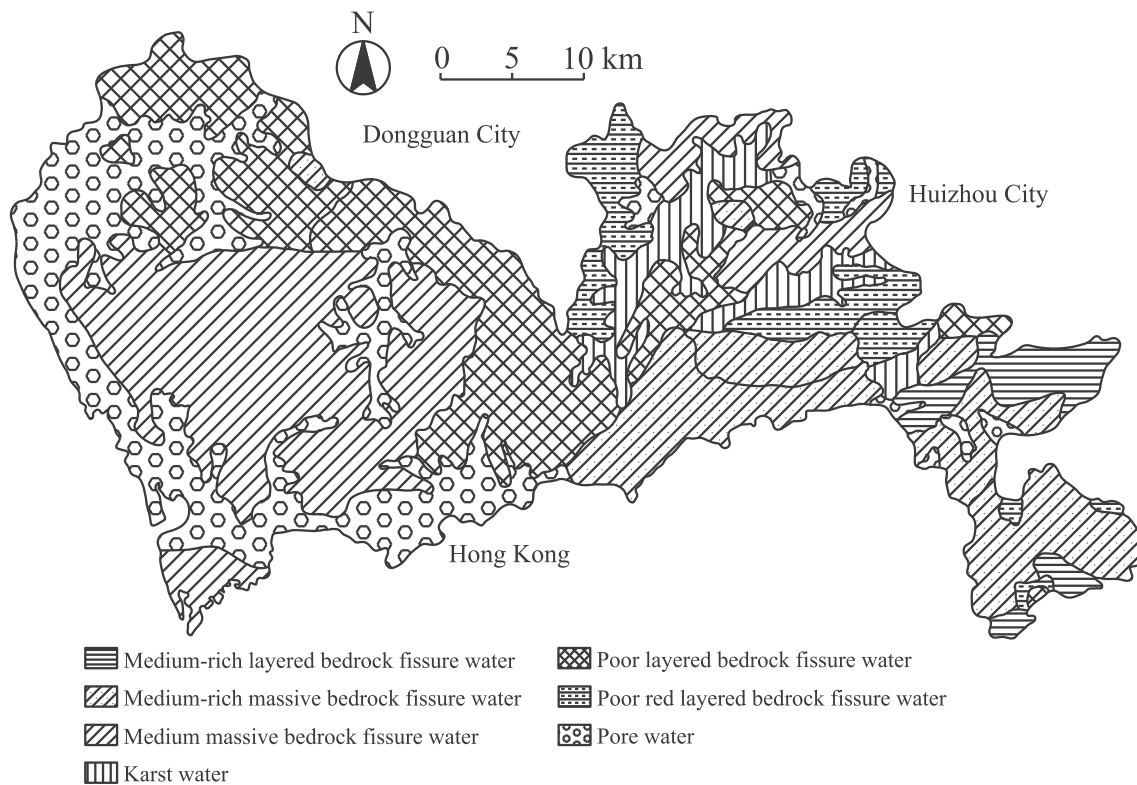 N
0 5 10 km
Dongguan City
Huizhou City
Hong Kong
Medium-rich layered bedrock fissure water
Poor layered bedrock fissure water
Medium-rich massive bedrock fissure water
Poor red layered bedrock fissure water
Medium massive bedrock fissure water
Pore water
Karst water